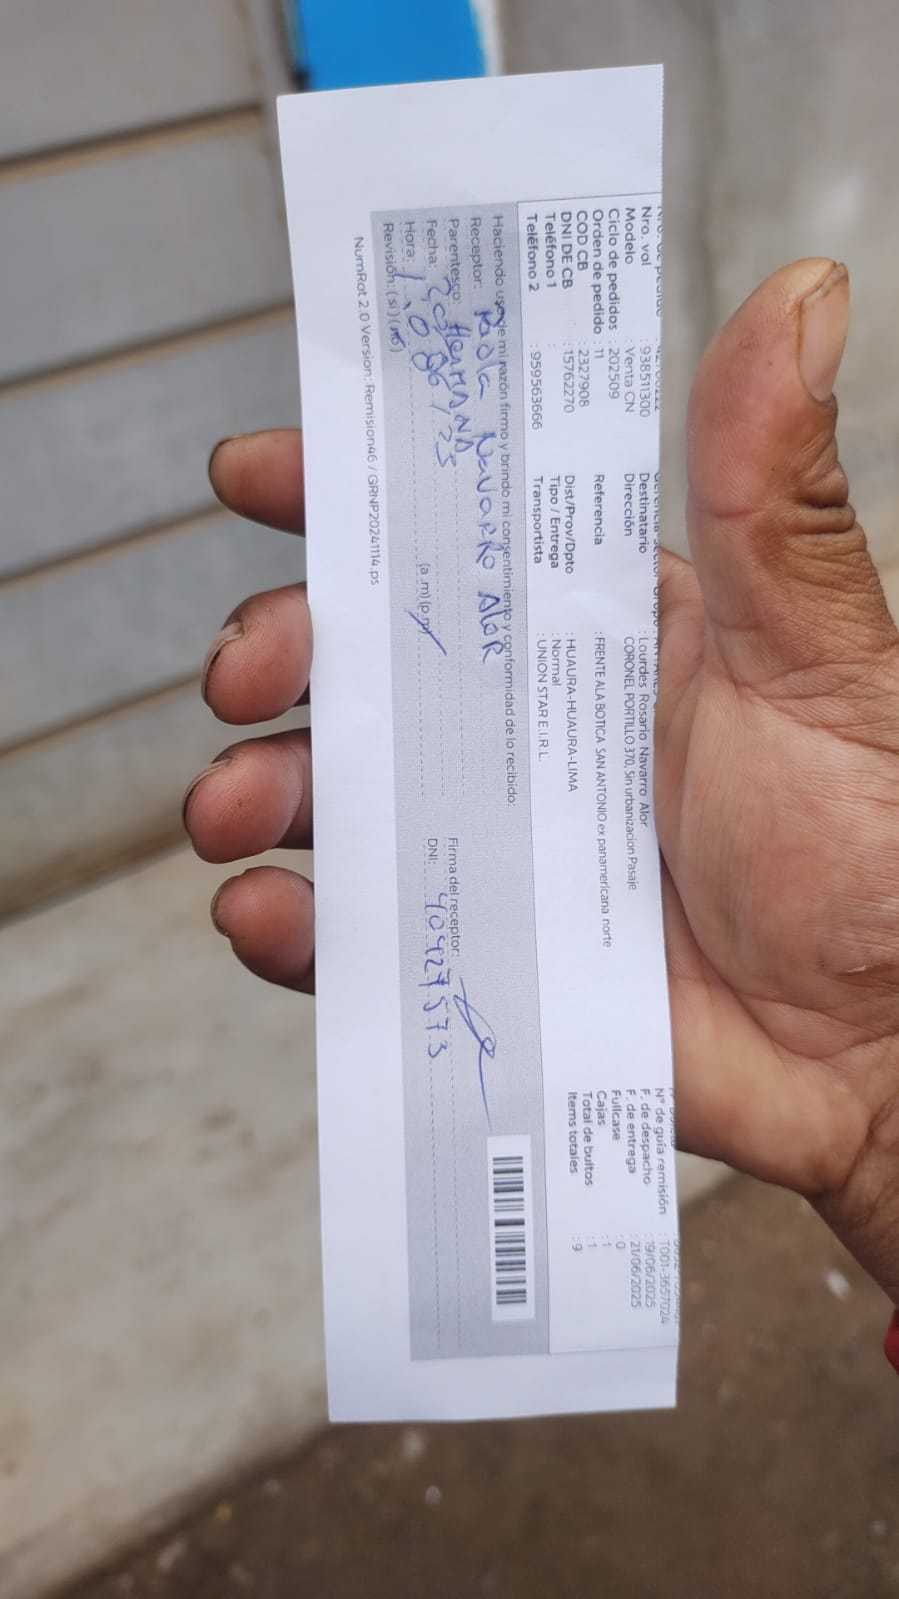 Nro. vol : 938511300 Destinatario : Lourdes Rosario Navarro Alor N° de guía remisión : T001-3657024
Modelo Venta CN Dirección CORONEL PORTILLO 370, Sin urbanizacion Pasaje F. de despacho : 19/06/2025
Ciclo de pedidos : 202509 F. de entrega : 21/06/2025
Orden de pedido : 11 Referencia : FRENTE ALA BOTICA SAN ANTONIO ex panamericana norte Fullcase : 0
COD CB : 2327908 Cajas : 1
DNI DE CB : 15762270 Dist/Prov/Dpto : HUAURA-HUAURA-LIMA Total de bultos : 1
Teléfono 1 : Tipo / Entrega : Normal Items totales : 9
Teléfono 2 : 959563666 Transportista : UNION STAR E.I.R.L.
Haciendo uso de mi razón firmo y brindo mi consentimiento y conformidad de lo recibido:
Receptor: Navarro Alor
Parentesco: Hermana Firma del receptor:
Fecha: 06/25 DNI: 40927573
Hora: (a.m)(p.m)
Revisión: (si)(no)
NumRot 2.0 Version: Remision46 / GRNP20241114.ps